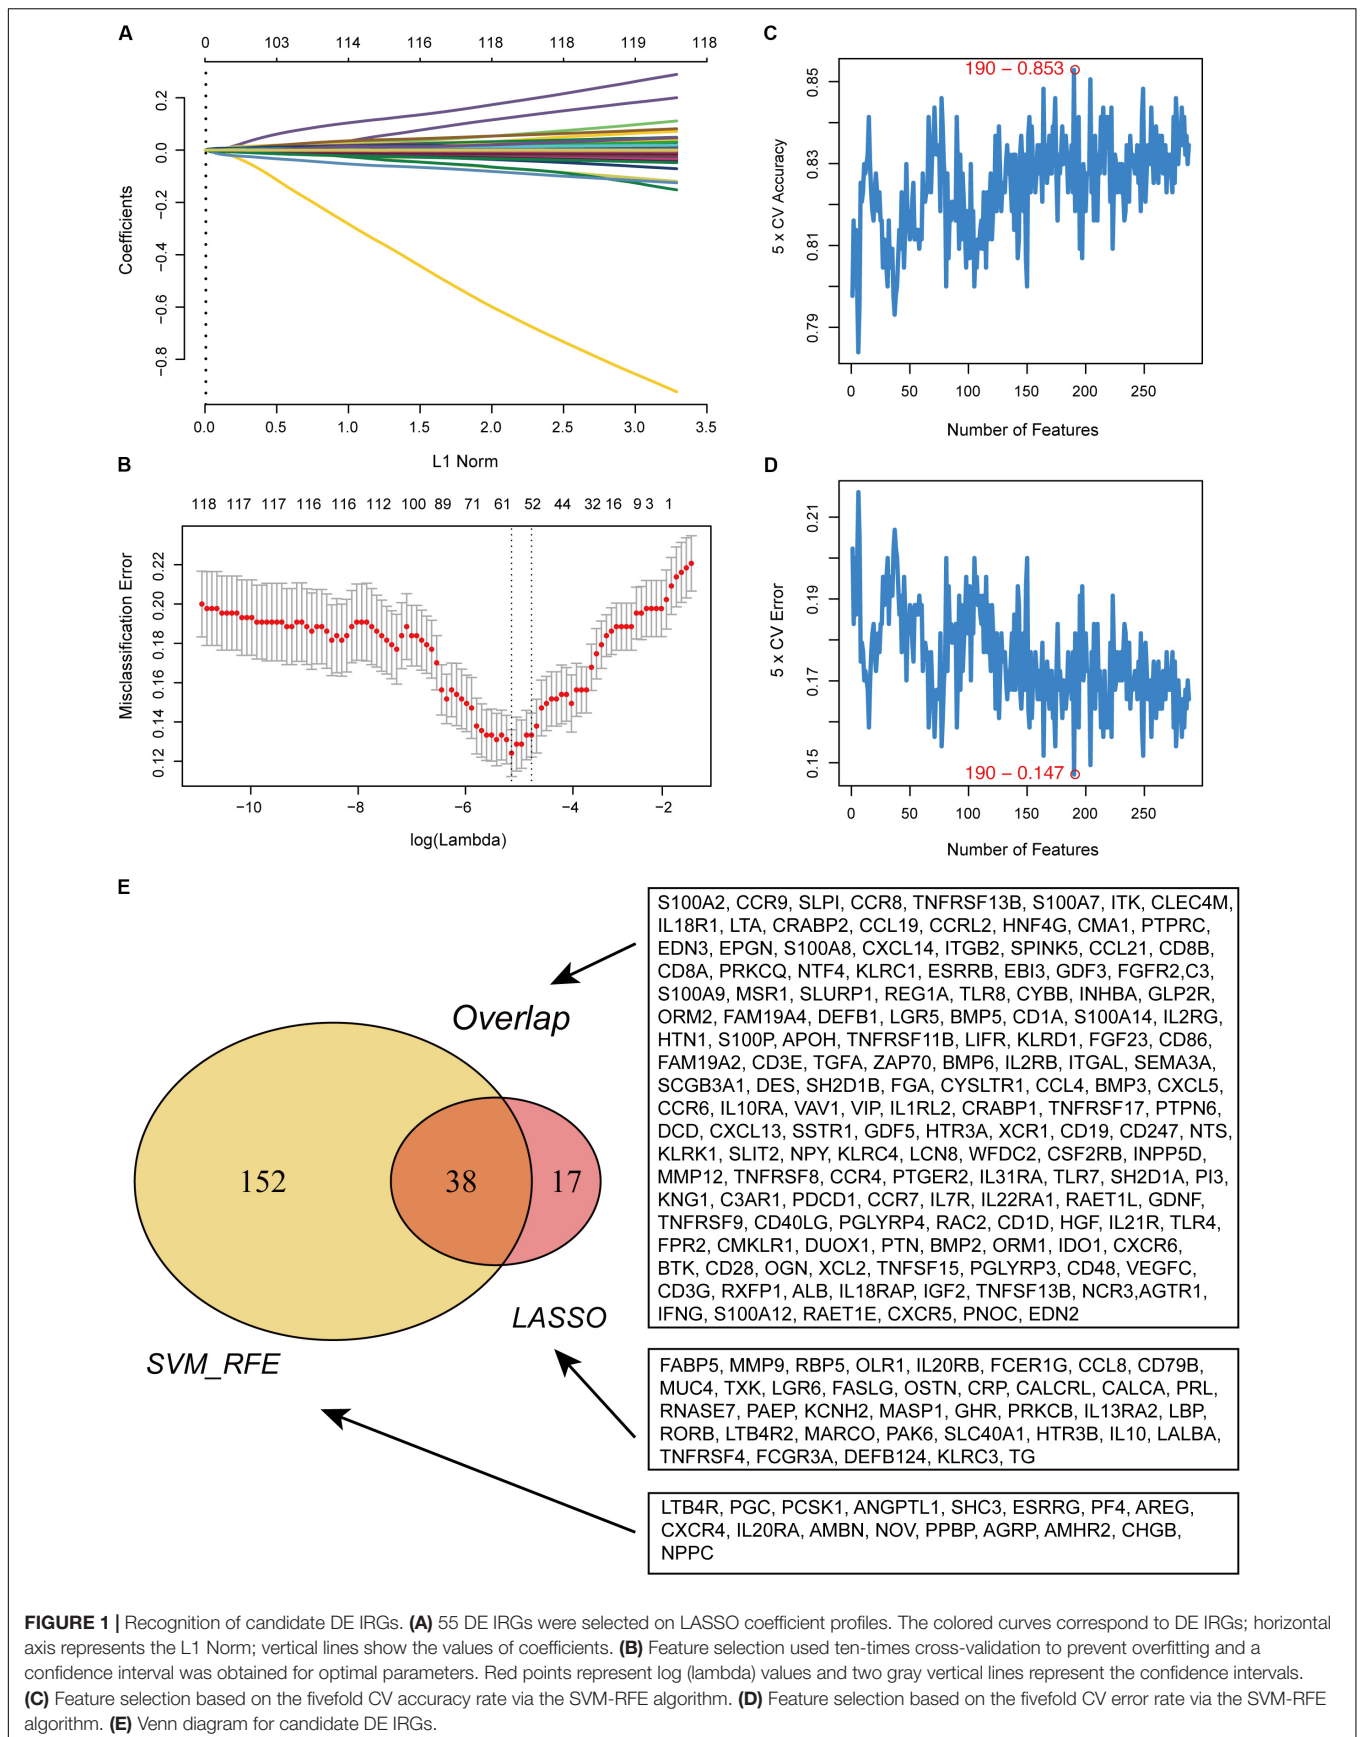 A
0 103 114 116 118 118 119 118
0.2
0.0
−0.2
−0.4
−0.6
−0.8
Coefficients
0.0 0.5 1.0 1.5 2.0 2.5 3.0 3.5
L1 Norm
B
118 117 117 116 116 112 100 89 71 61 52 44 32 16 9 3 1
0.22
0.20
0.18
0.16
0.14
0.12
Misclassification Error
−10 −8 −6 −4 −2
log(Lambda)
C
190 − 0.853
0.85
0.83
0.81
0.79
5 x CV Accuracy
0 50 100 150 200 250
Number of Features
D
0.21
0.19
0.17
0.15
5 x CV Error
190 − 0.147
0 50 100 150 200 250
Number of Features
E
Overlap
152 38 17
LASSO
SVM_RFE
S100A2, CCR9, SLPI, CCR8, TNFRSF13B, S100A7, ITK, CLEC4M,
IL18R1, LTA, CRABP2, CCL19, CCRL2, HNF4G, CMA1, PTPRC,
EDN3, EPGN, S100A8, CXCL14, ITGB2, SPINK5, CCL21, CD8B,
CD8A, PRKCQ, NTF4, KLRC1, ESRRB, EBI3, GDF3, FGFR2,C3,
S100A9, MSR1, SLURP1, REG1A, TLR8, CYBB, INHBA, GLP2R,
ORM2, FAM19A4, DEFB1, LGR5, BMP5, CD1A, S100A14, IL2RG,
HTN1, S100P, APOH, TNFRSF11B, LIFR, KLRD1, FGF23, CD86,
FAM19A2, CD3E, TGFA, ZAP70, BMP6, IL2RB, ITGAL, SEMA3A,
SCGB3A1, DES, SH2D1B, FGA, CYSLTR1, CCL4, BMP3, CXCL5,
CCR6, IL10RA, VAV1, VIP, IL1RL2, CRABP1, TNFRSF17, PTPN6,
DCD, CXCL13, SSTR1, GDF5, HTR3A, XCR1, CD19, CD247, NTS,
KLRK1, SLIT2, NPY, KLRC4, LCN8, WFDC2, CSF2RB, INPP5D,
MMP12, TNFRSF8, CCR4, PTGER2, IL31RA, TLR7, SH2D1A, PI3,
KNG1, C3AR1, PDCD1, CCR7, IL7R, IL22RA1, RAET1L, GDNF,
TNFRSF9, CD40LG, PGLYRP4, RAC2, CD1D, HGF, IL21R, TLR4,
FPR2, CMKLR1, DUOX1, PTN, BMP2, ORM1, IDO1, CXCR6,
BTK, CD28, OGN, XCL2, TNFSF15, PGLYRP3, CD48, VEGFC,
CD3G, RXFP1, ALB, IL18RAP, IGF2, TNFSF13B, NCR3,AGTR1,
IFNG, S100A12, RAET1E, CXCR5, PNOC, EDN2
FABP5, MMP9, RBP5, OLR1, IL20RB, FCER1G, CCL8, CD79B,
MUC4, TXK, LGR6, FASLG, OSTN, CRP, CALCRL, CALCA, PRL,
RNASE7, PAEP, KCNH2, MASP1, GHR, PRKCB, IL13RA2, LBP,
RORB, LTB4R2, MARCO, PAK6, SLC40A1, HTR3B, IL10, LALBA,
TNFRSF4, FCGR3A, DEFB124, KLRC3, TG
LTB4R, PGC, PCSK1, ANGPTL1, SHC3, ESRRG, PF4, AREG,
CXCR4, IL20RA, AMBN, NOV, PPBP, AGRP, AMHR2, CHGB,
NPPC
FIGURE 1 | Recognition of candidate DE IRGs. (A) 55 DE IRGs were selected on LASSO coefficient profiles. The colored curves correspond to DE IRGs; horizontal
axis represents the L1 Norm; vertical lines show the values of coefficients. (B) Feature selection used ten-times cross-validation to prevent overfitting and a
confidence interval was obtained for optimal parameters. Red points represent log (lambda) values and two gray vertical lines represent the confidence intervals.
(C) Feature selection based on the fivefold CV accuracy rate via the SVM-RFE algorithm. (D) Feature selection based on the fivefold CV error rate via the SVM-RFE
algorithm. (E) Venn diagram for candidate DE IRGs.